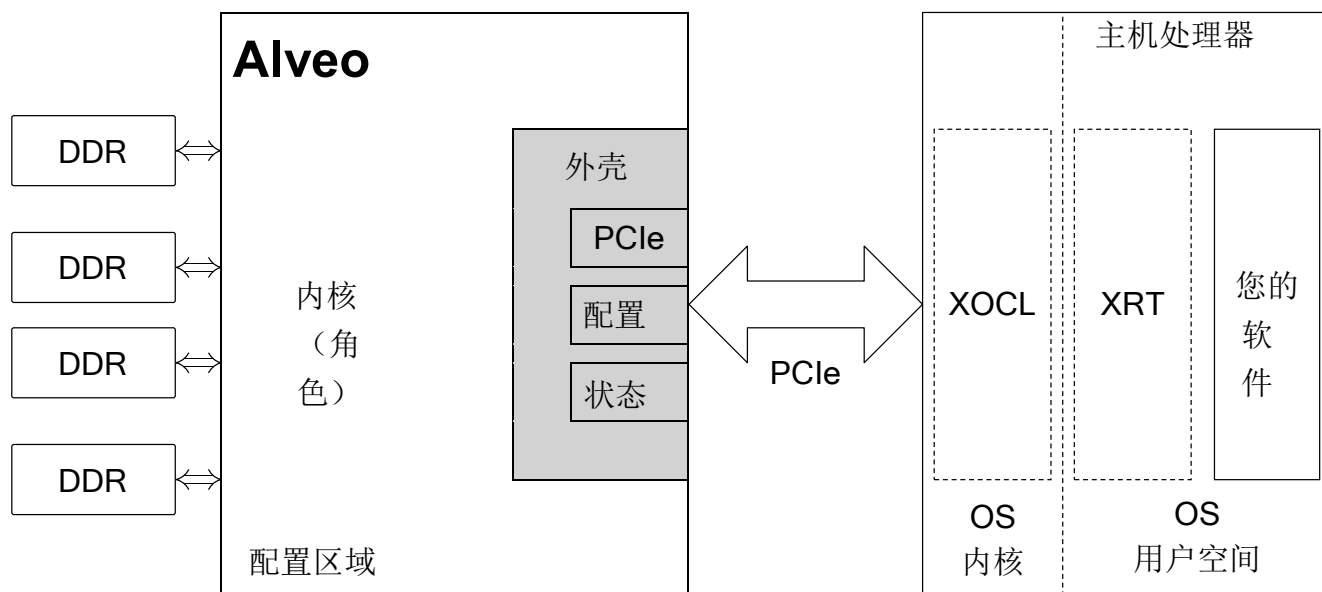 Alveo
DDR
DDR
DDR
DDR
内核
（角
色）
配置区域
外壳
PCIe
配置
状态
PCIe
主机处理器
XOCL
XRT
您的
软
件
OS
内核
OS
用户空间